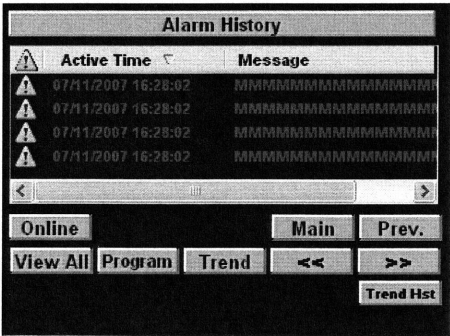 Alarm History
Active Time Message
07/11/2007 16:28:02 MMMMMMMMMMMMMMM
07/11/2007 16:28:02 MMMMMMMMMMMMMMM
07/11/2007 16:28:02 MMMMMMMMMMMMMMM
07/11/2007 16:28:02 MMMMMMMMMMMMMMM
Online Main Prev.
View All Program Trend << >>
Trend Hst